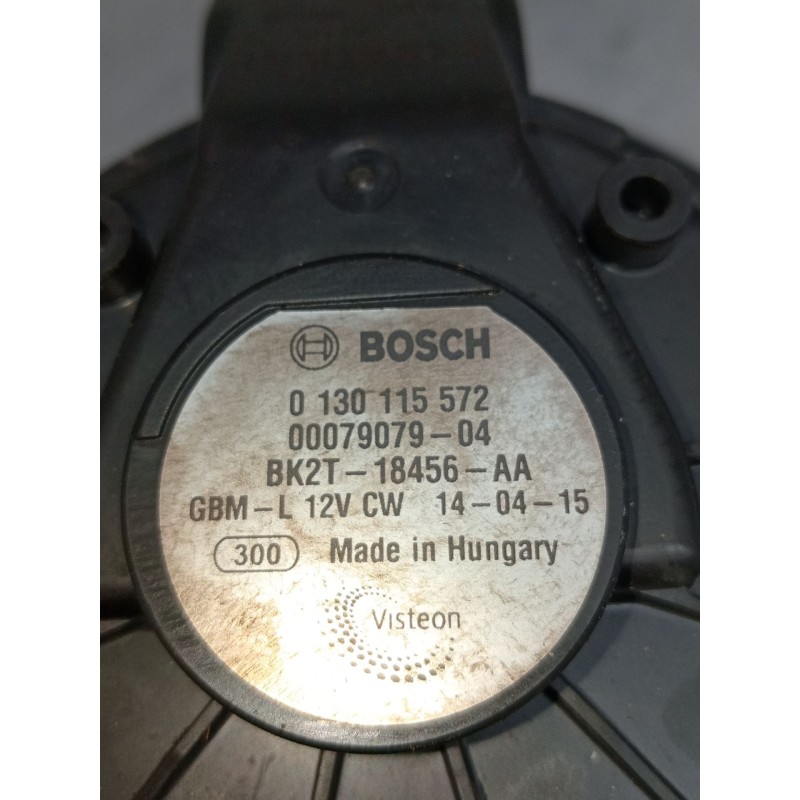 BOSCH
0 130 115 572
00079079-04
BK2T-18456-AA
GBM-L 12V CW 14-04-15
300 Made in Hungary
Visteon